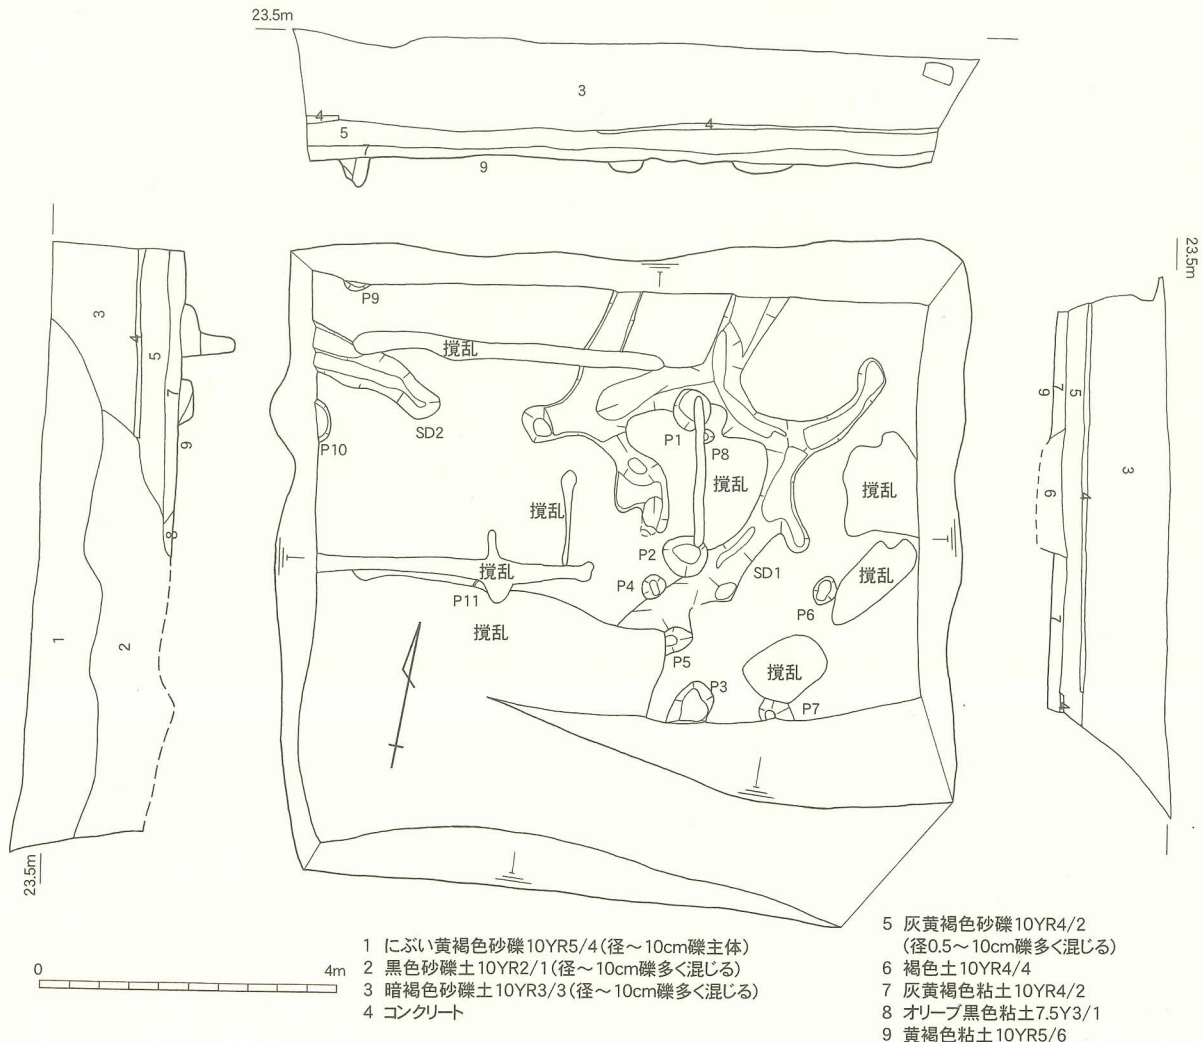 23.5m
3
4
4
5
7
9
23.5m
3
4
5
7
9
8
1
2
23.5m
P9
撹乱
SD2
P10
P1
P8
撹乱
撹乱
撹乱
P2
SD1
撹乱
P4
撹乱
P11
P6
撹乱
P5
撹乱
P3
P7
9
7
5
3
6
4
7
4
23.5m
0
4m
1 にぶい黄褐色砂礫10YR5/4(径～10cm礫主体)
2 黒色砂礫土10YR2/1(径～10cm礫多く混じる)
3 暗褐色砂礫土10YR3/3(径～10cm礫多く混じる)
4 コンクリート
5 灰黄褐色砂礫10YR4/2
(径0.5～10cm礫多く混じる)
6 褐色土10YR4/4
7 灰黄褐色粘土10YR4/2
8 オリーブ黒色粘土7.5Y3/1
9 黄褐色粘土10YR5/6